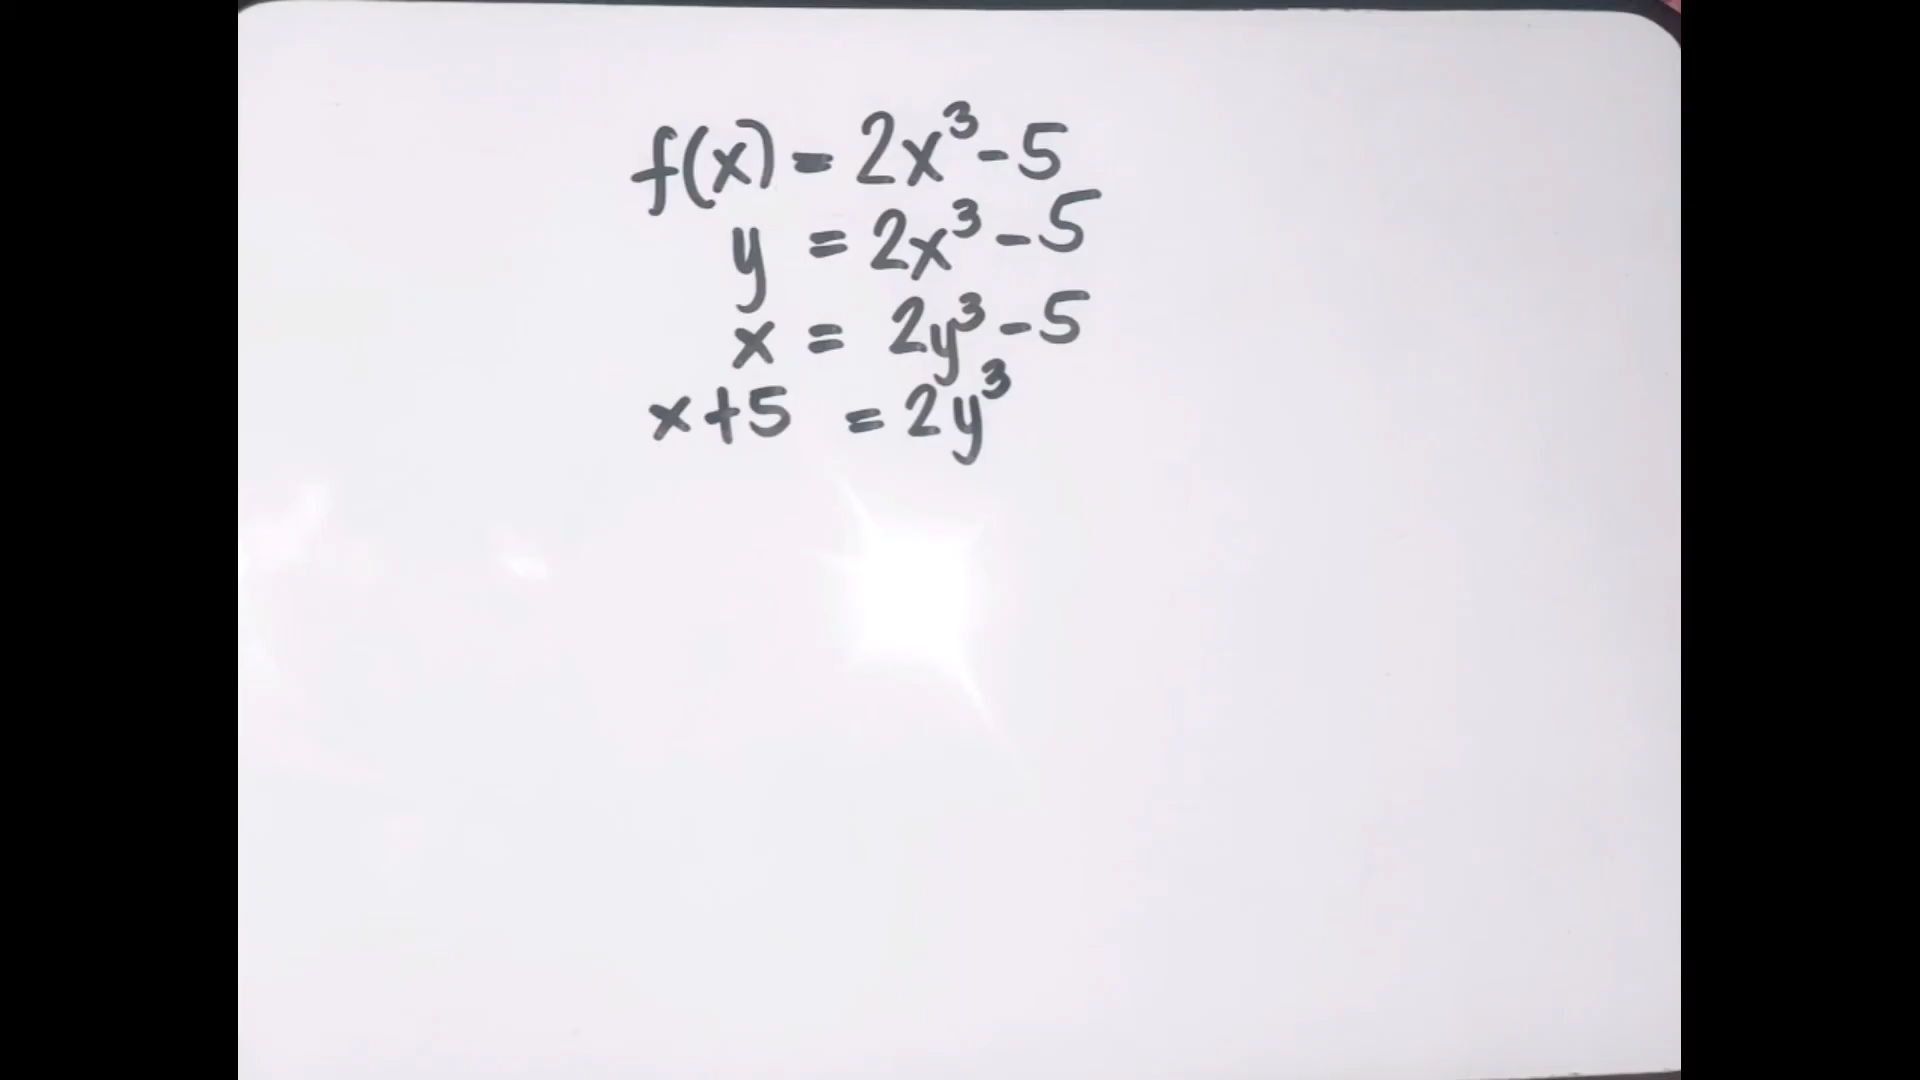 f(x) = 2x³ - 5
y = 2x³ - 5
x = 2y³ - 5
x + 5 = 2y³